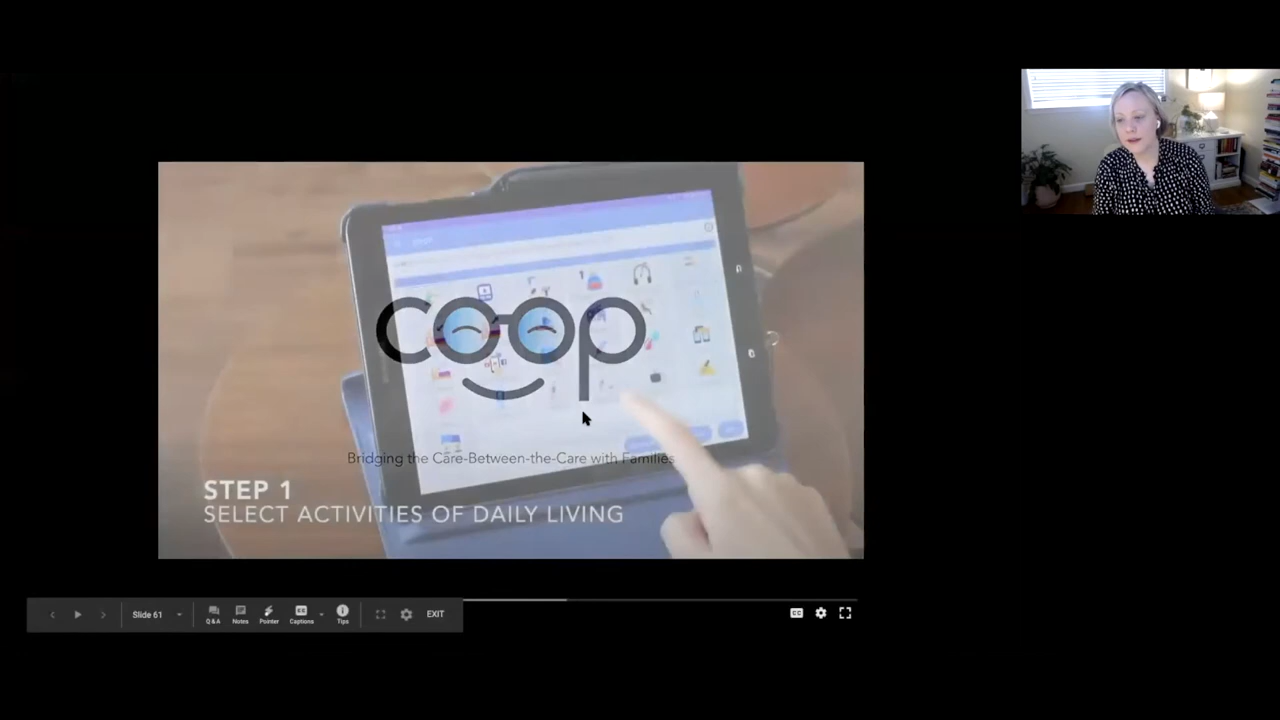 coop
Bridging the Care-Between-the-Care with Families
STEP 1
SELECT ACTIVITIES OF DAILY LIVING
Slide 61
Q & A
Notes
Pointer
Captions
Tips
EXIT
CC